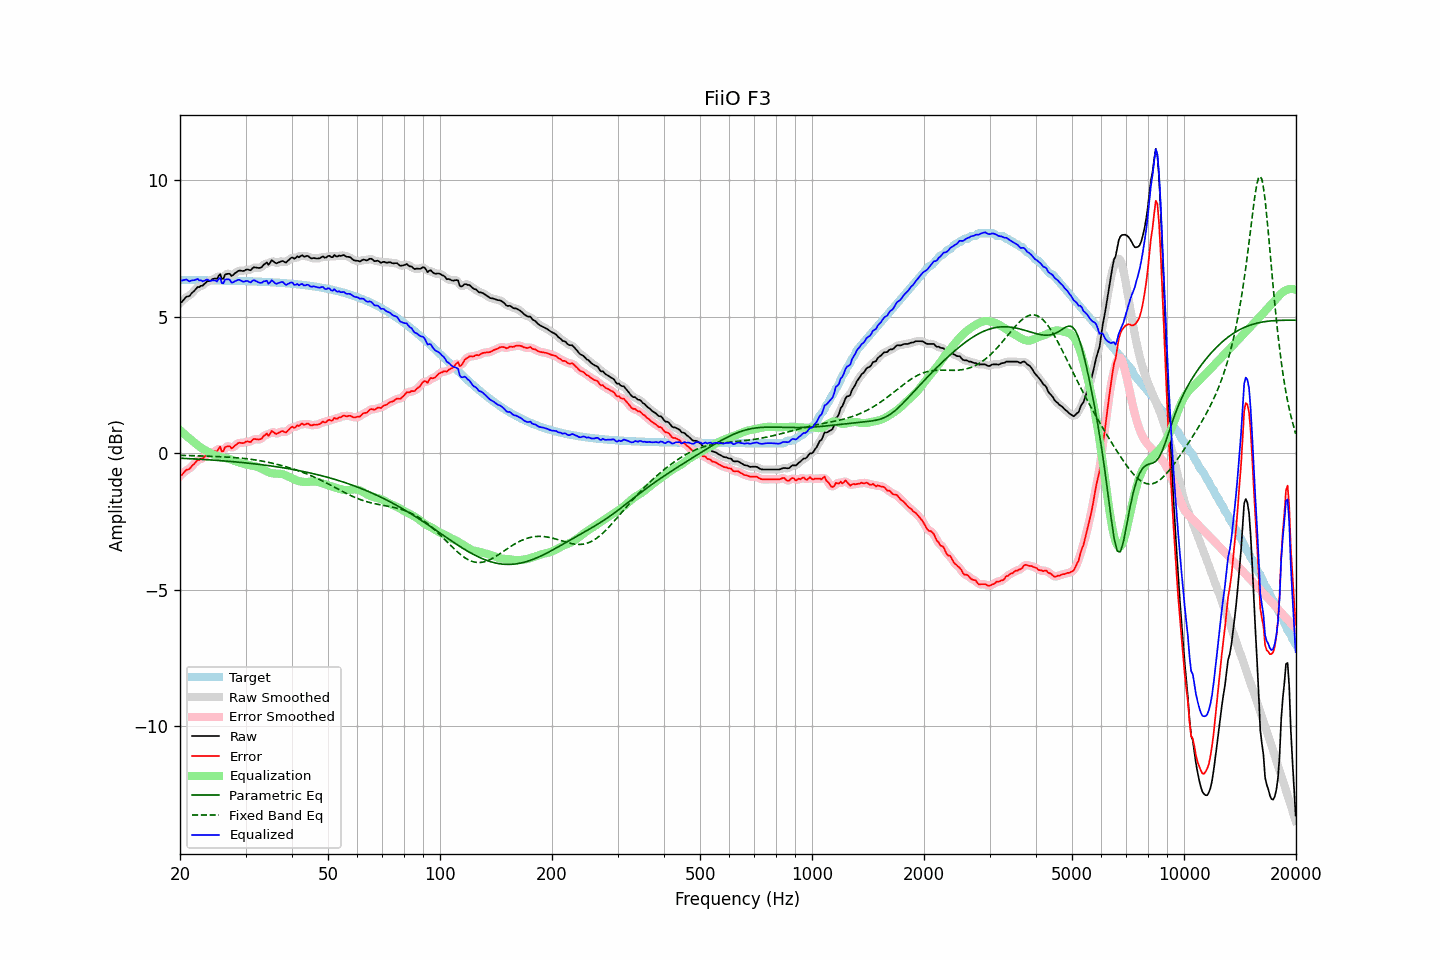 FiiO F3
Amplitude (dBr)
10
5
0
−5
−10
Target
Raw Smoothed
Error Smoothed
Raw
Error
Equalization
Parametric Eq
Fixed Band Eq
Equalized
20 50 100 200 500 1000 2000 5000 10000 20000
Frequency (Hz)